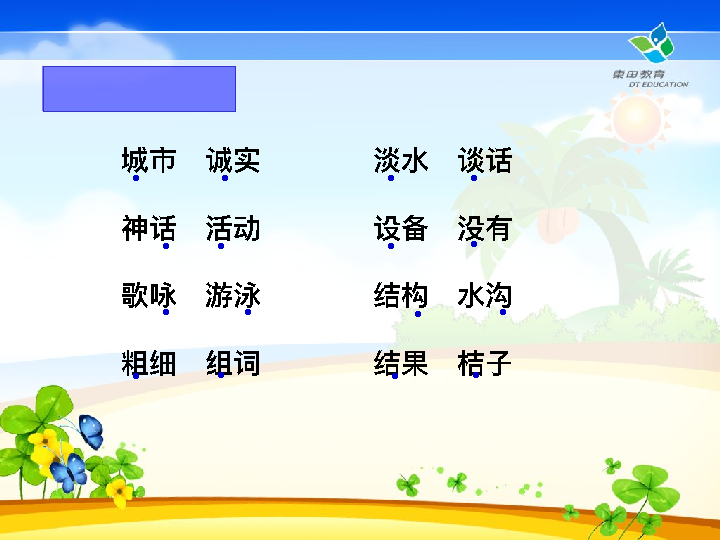 東田教育
DT EDUCATION
城市 诚实 淡水 谈话
神话 活动 设备 没有
歌咏 游泳 结构 水沟
粗细 组词 结果 桔子